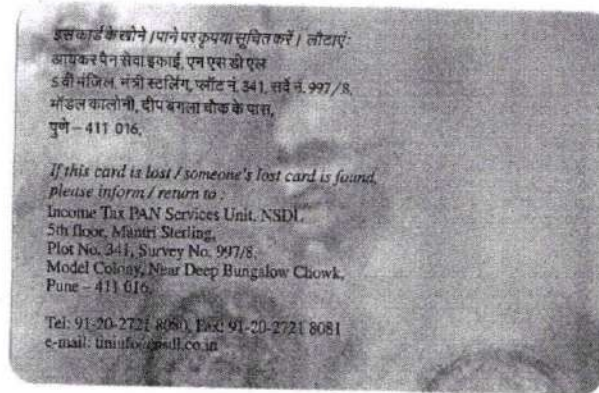 इस कार्ड के खोने / पाने पर कृपया सूचित करें / लौटाएं:
आयकर पैन सेवा इकाई, एन एस डी एल
5 वी मंजिल, मंत्री स्टर्लिंग, प्लॉट नं. 341, सर्वे नं. 997/8,
मॉडल कालोनी, दीप बंगला चौक के पास,
पुणे – 411 016.
If this card is lost / someone's lost card is found,
please inform / return to :
Income Tax PAN Services Unit, NSDL
5th floor, Mantri Sterling,
Plot No. 341, Survey No. 997/8,
Model Colony, Near Deep Bungalow Chowk,
Pune – 411 016.
Tel: 91-20-2721 8080, Fax: 91-20-2721 8081
e-mail: tininfo@nsdl.co.in